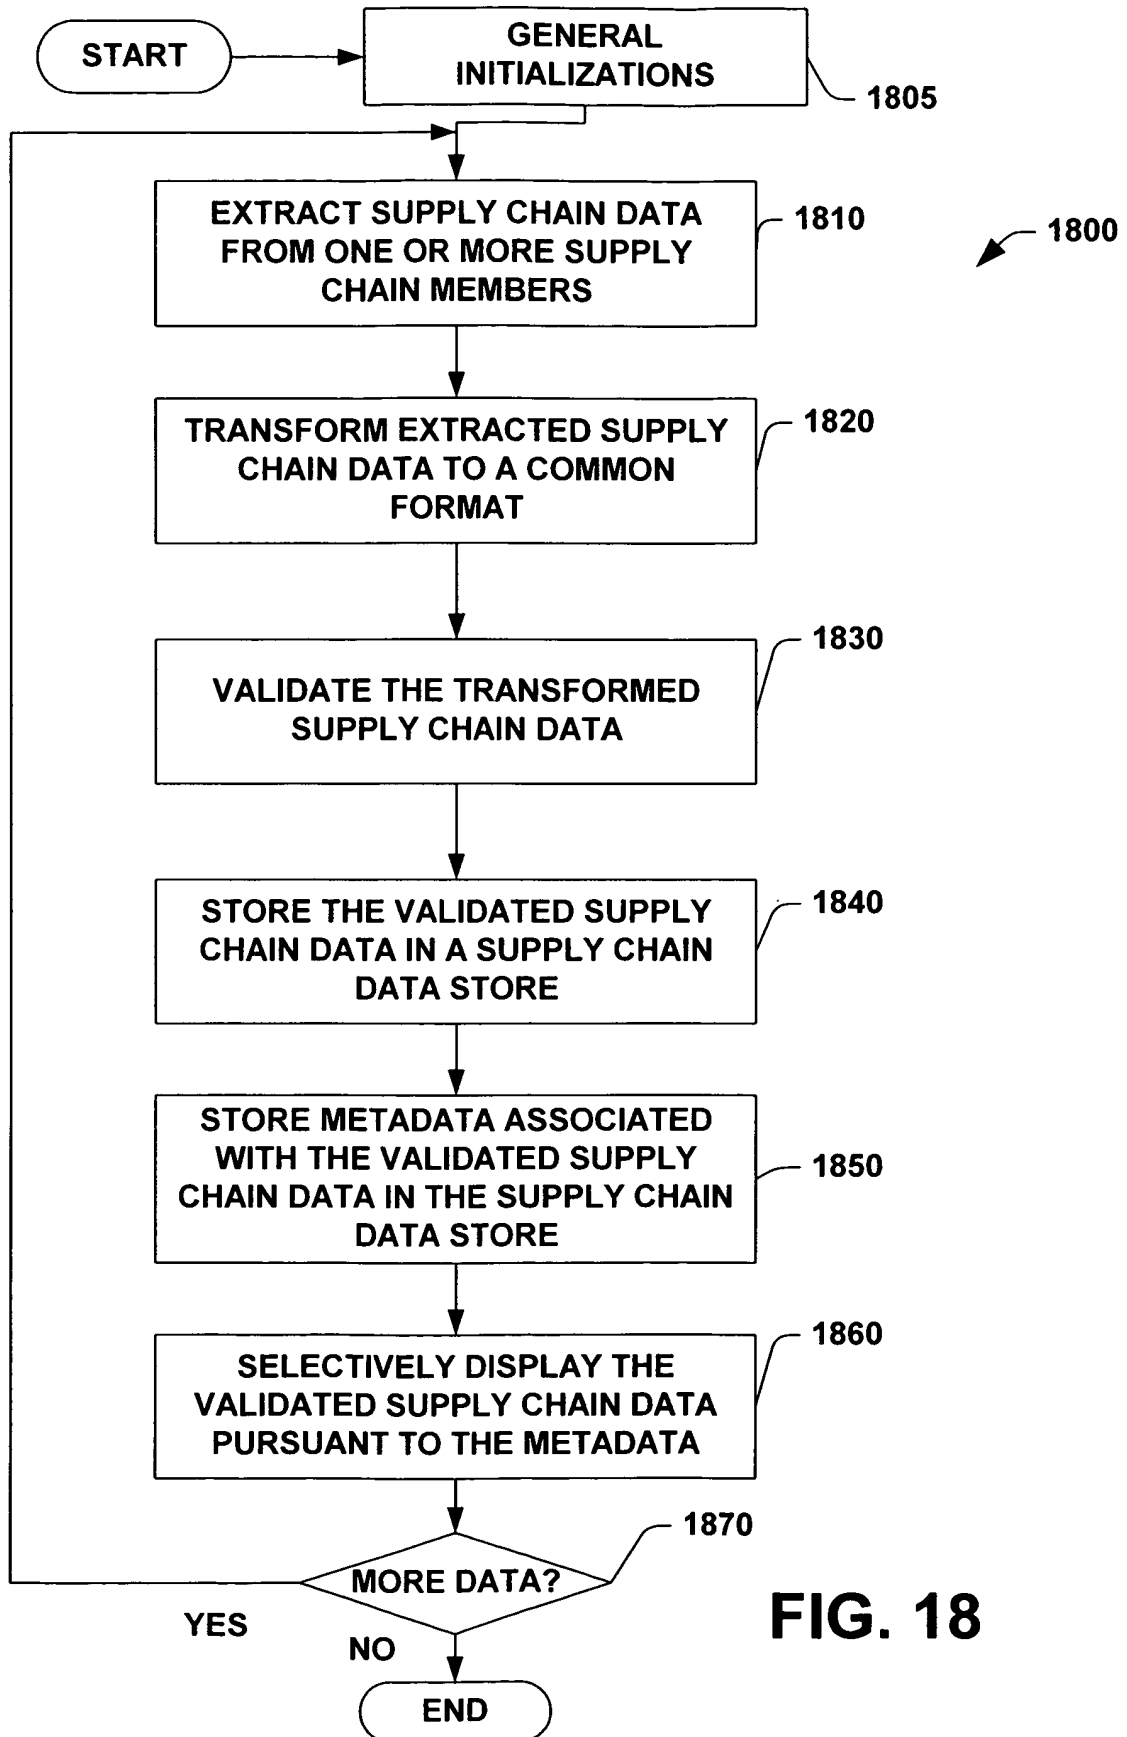 START
GENERAL
INITIALIZATIONS
1805
EXTRACT SUPPLY CHAIN DATA
FROM ONE OR MORE SUPPLY
CHAIN MEMBERS
1810
1800
TRANSFORM EXTRACTED SUPPLY
CHAIN DATA TO A COMMON
FORMAT
1820
VALIDATE THE TRANSFORMED
SUPPLY CHAIN DATA
1830
STORE THE VALIDATED SUPPLY
CHAIN DATA IN A SUPPLY CHAIN
DATA STORE
1840
STORE METADATA ASSOCIATED
WITH THE VALIDATED SUPPLY
CHAIN DATA IN THE SUPPLY CHAIN
DATA STORE
1850
SELECTIVELY DISPLAY THE
VALIDATED SUPPLY CHAIN DATA
PURSUANT TO THE METADATA
1860
MORE DATA?
1870
YES
NO
END
FIG. 18